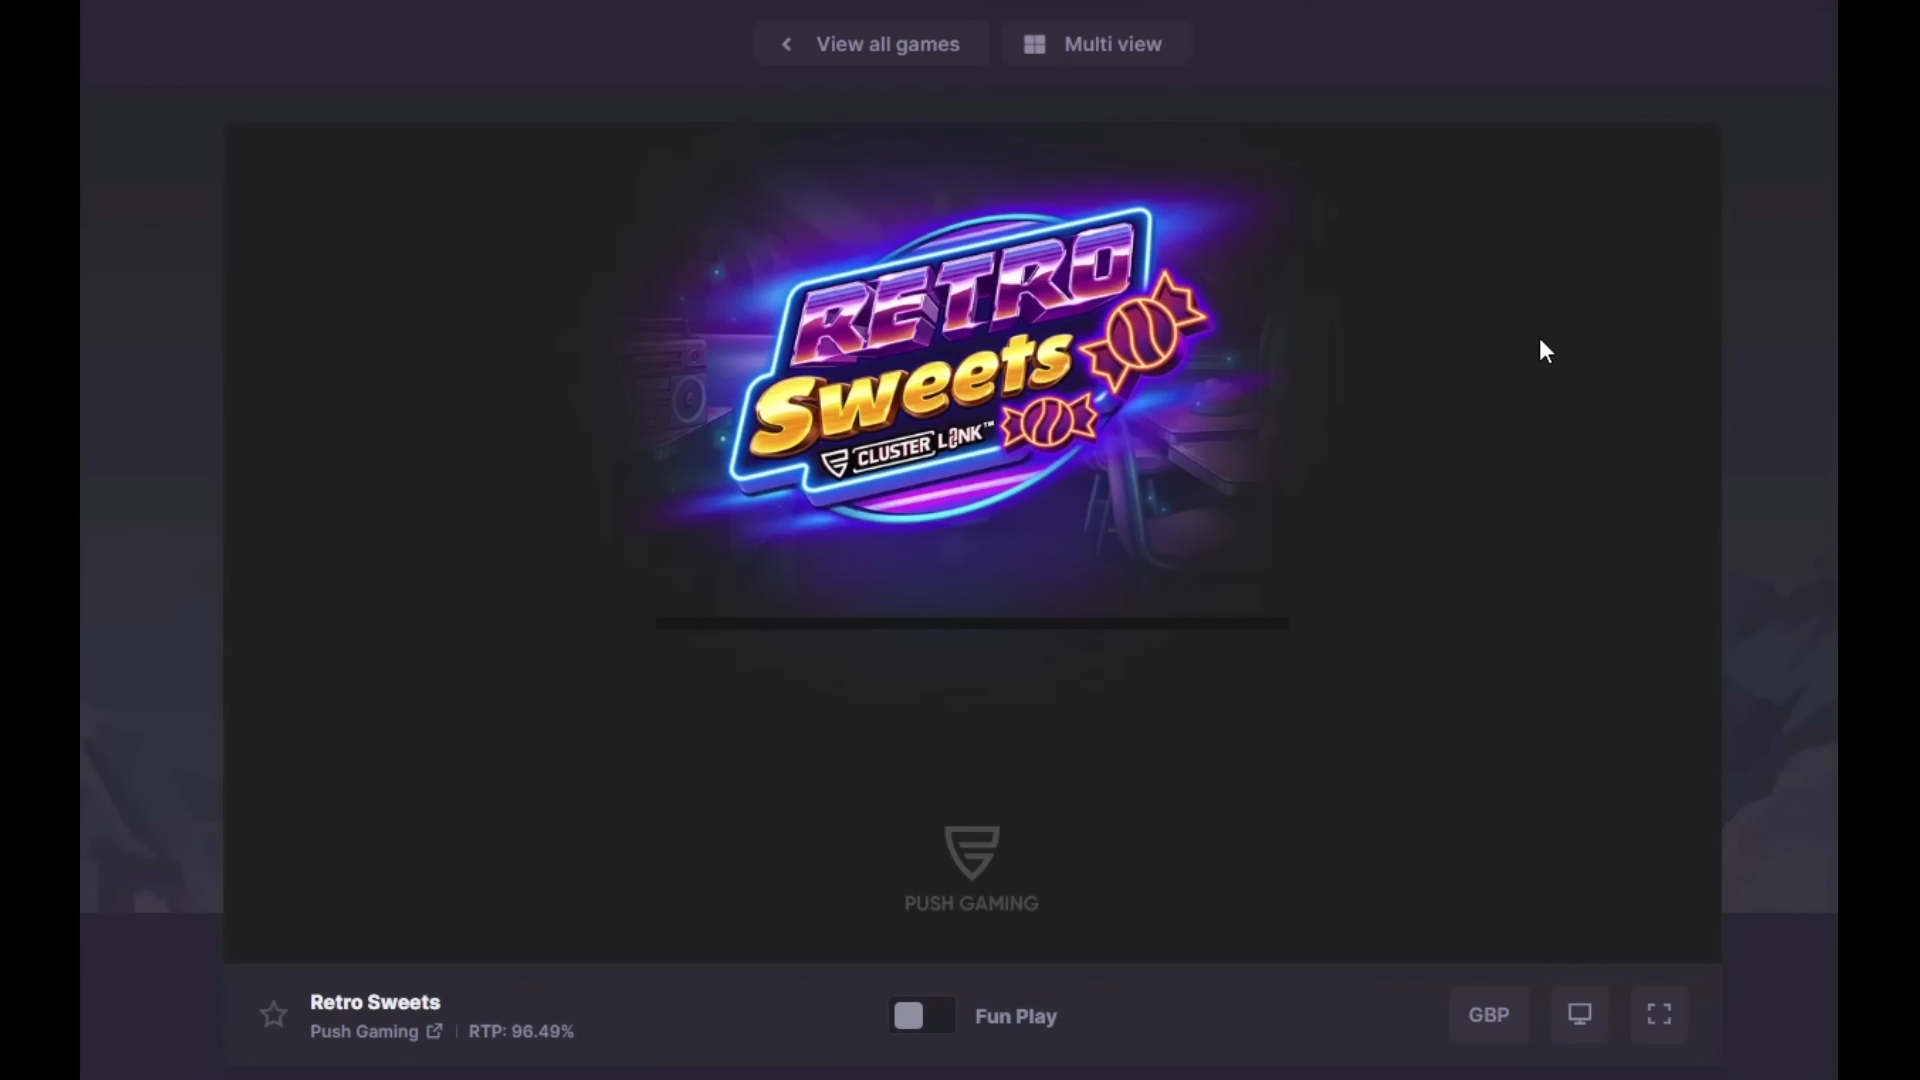 View all games
Multi view
RETRO
Sweets
CLUSTER LINK™
PUSH GAMING
Retro Sweets
Push Gaming | RTP: 96.49%
Fun Play
GBP